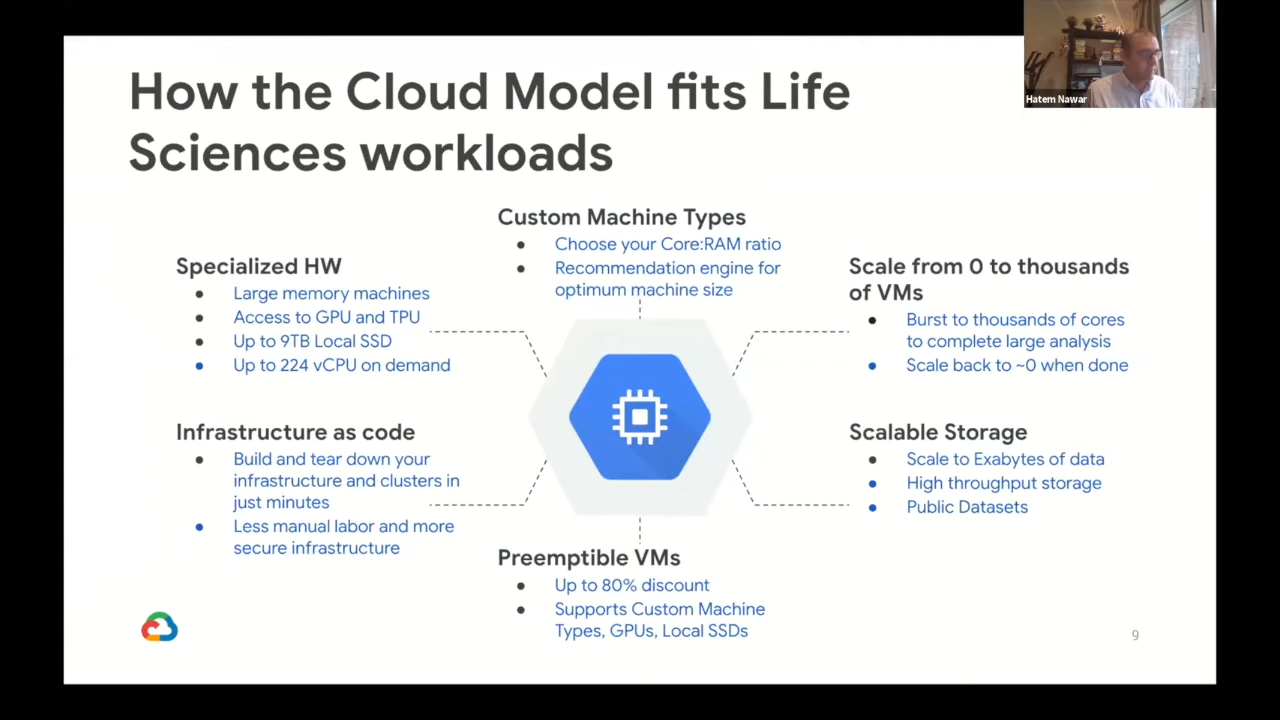 How the Cloud Model fits Life
Sciences workloads
Hatem Nawar
Custom Machine Types
Choose your Core:RAM ratio
Recommendation engine for
optimum machine size
Specialized HW
Large memory machines
Access to GPU and TPU
Up to 9TB Local SSD
Up to 224 vCPU on demand
Scale from 0 to thousands
of VMs
Burst to thousands of cores
to complete large analysis
Scale back to ~0 when done
Infrastructure as code
Build and tear down your
infrastructure and clusters in
just minutes
Less manual labor and more
secure infrastructure
Scalable Storage
Scale to Exabytes of data
High throughput storage
Public Datasets
Preemptible VMs
Up to 80% discount
Supports Custom Machine
Types, GPUs, Local SSDs
9